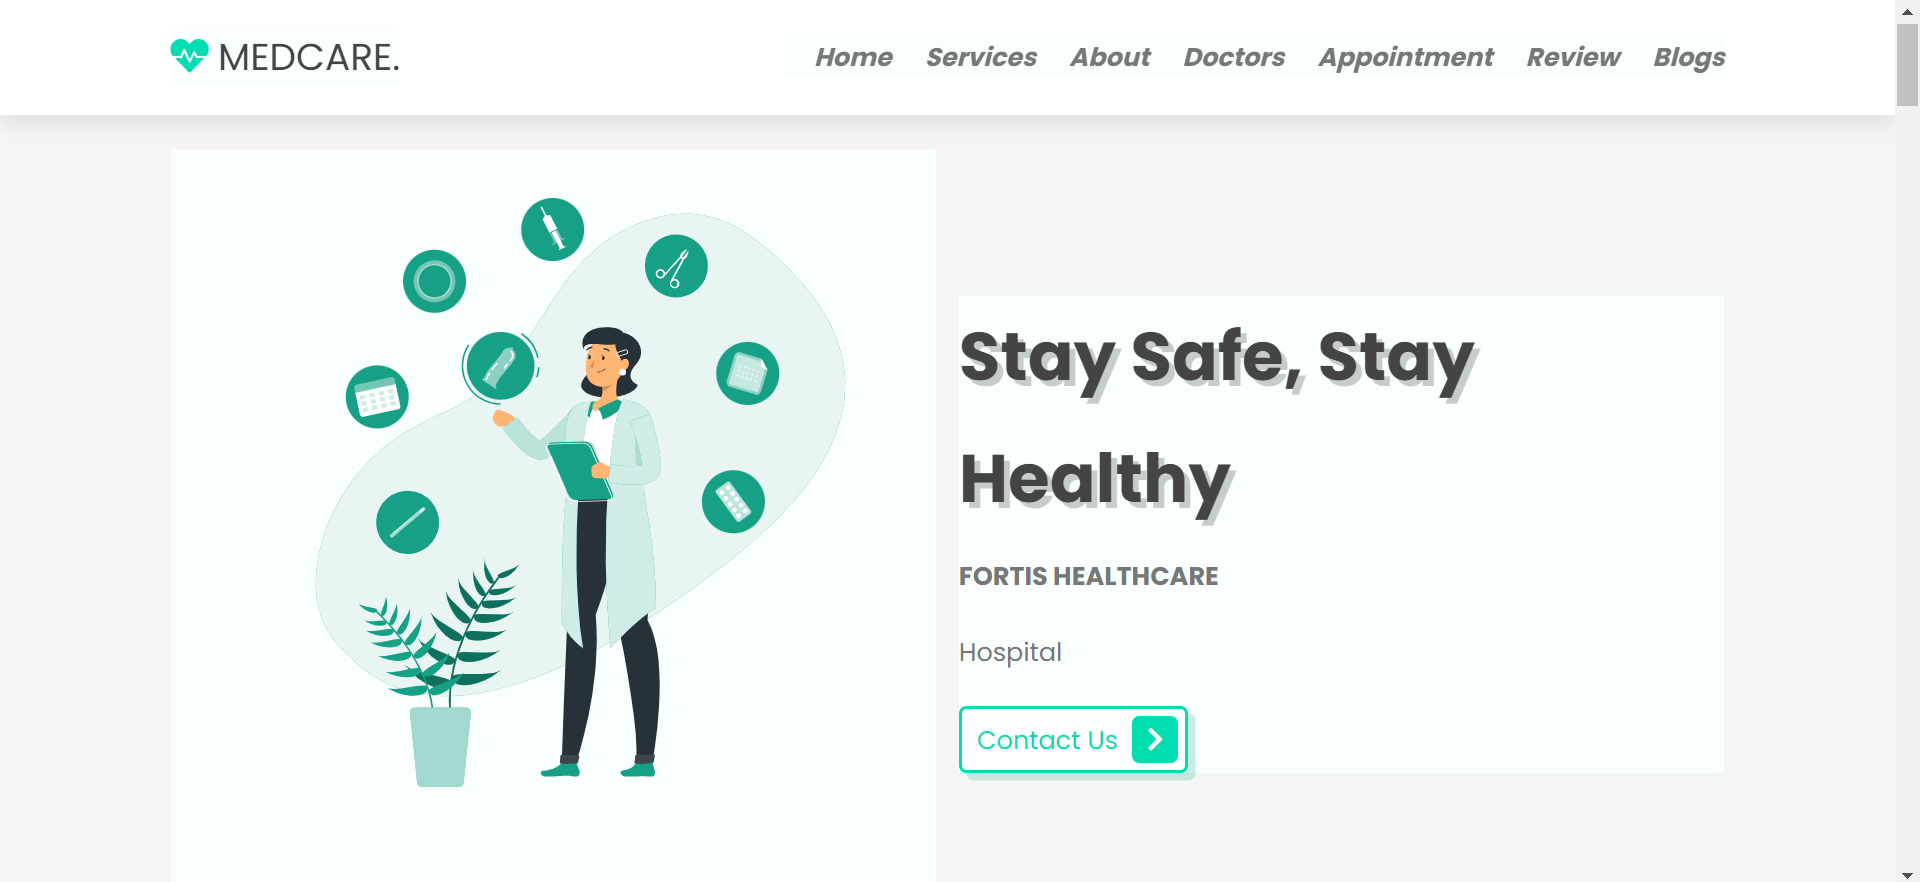 MEDCARE.
Home Services About Doctors Appointment Review Blogs
Stay Safe, Stay
Healthy
FORTIS HEALTHCARE
Hospital
Contact Us